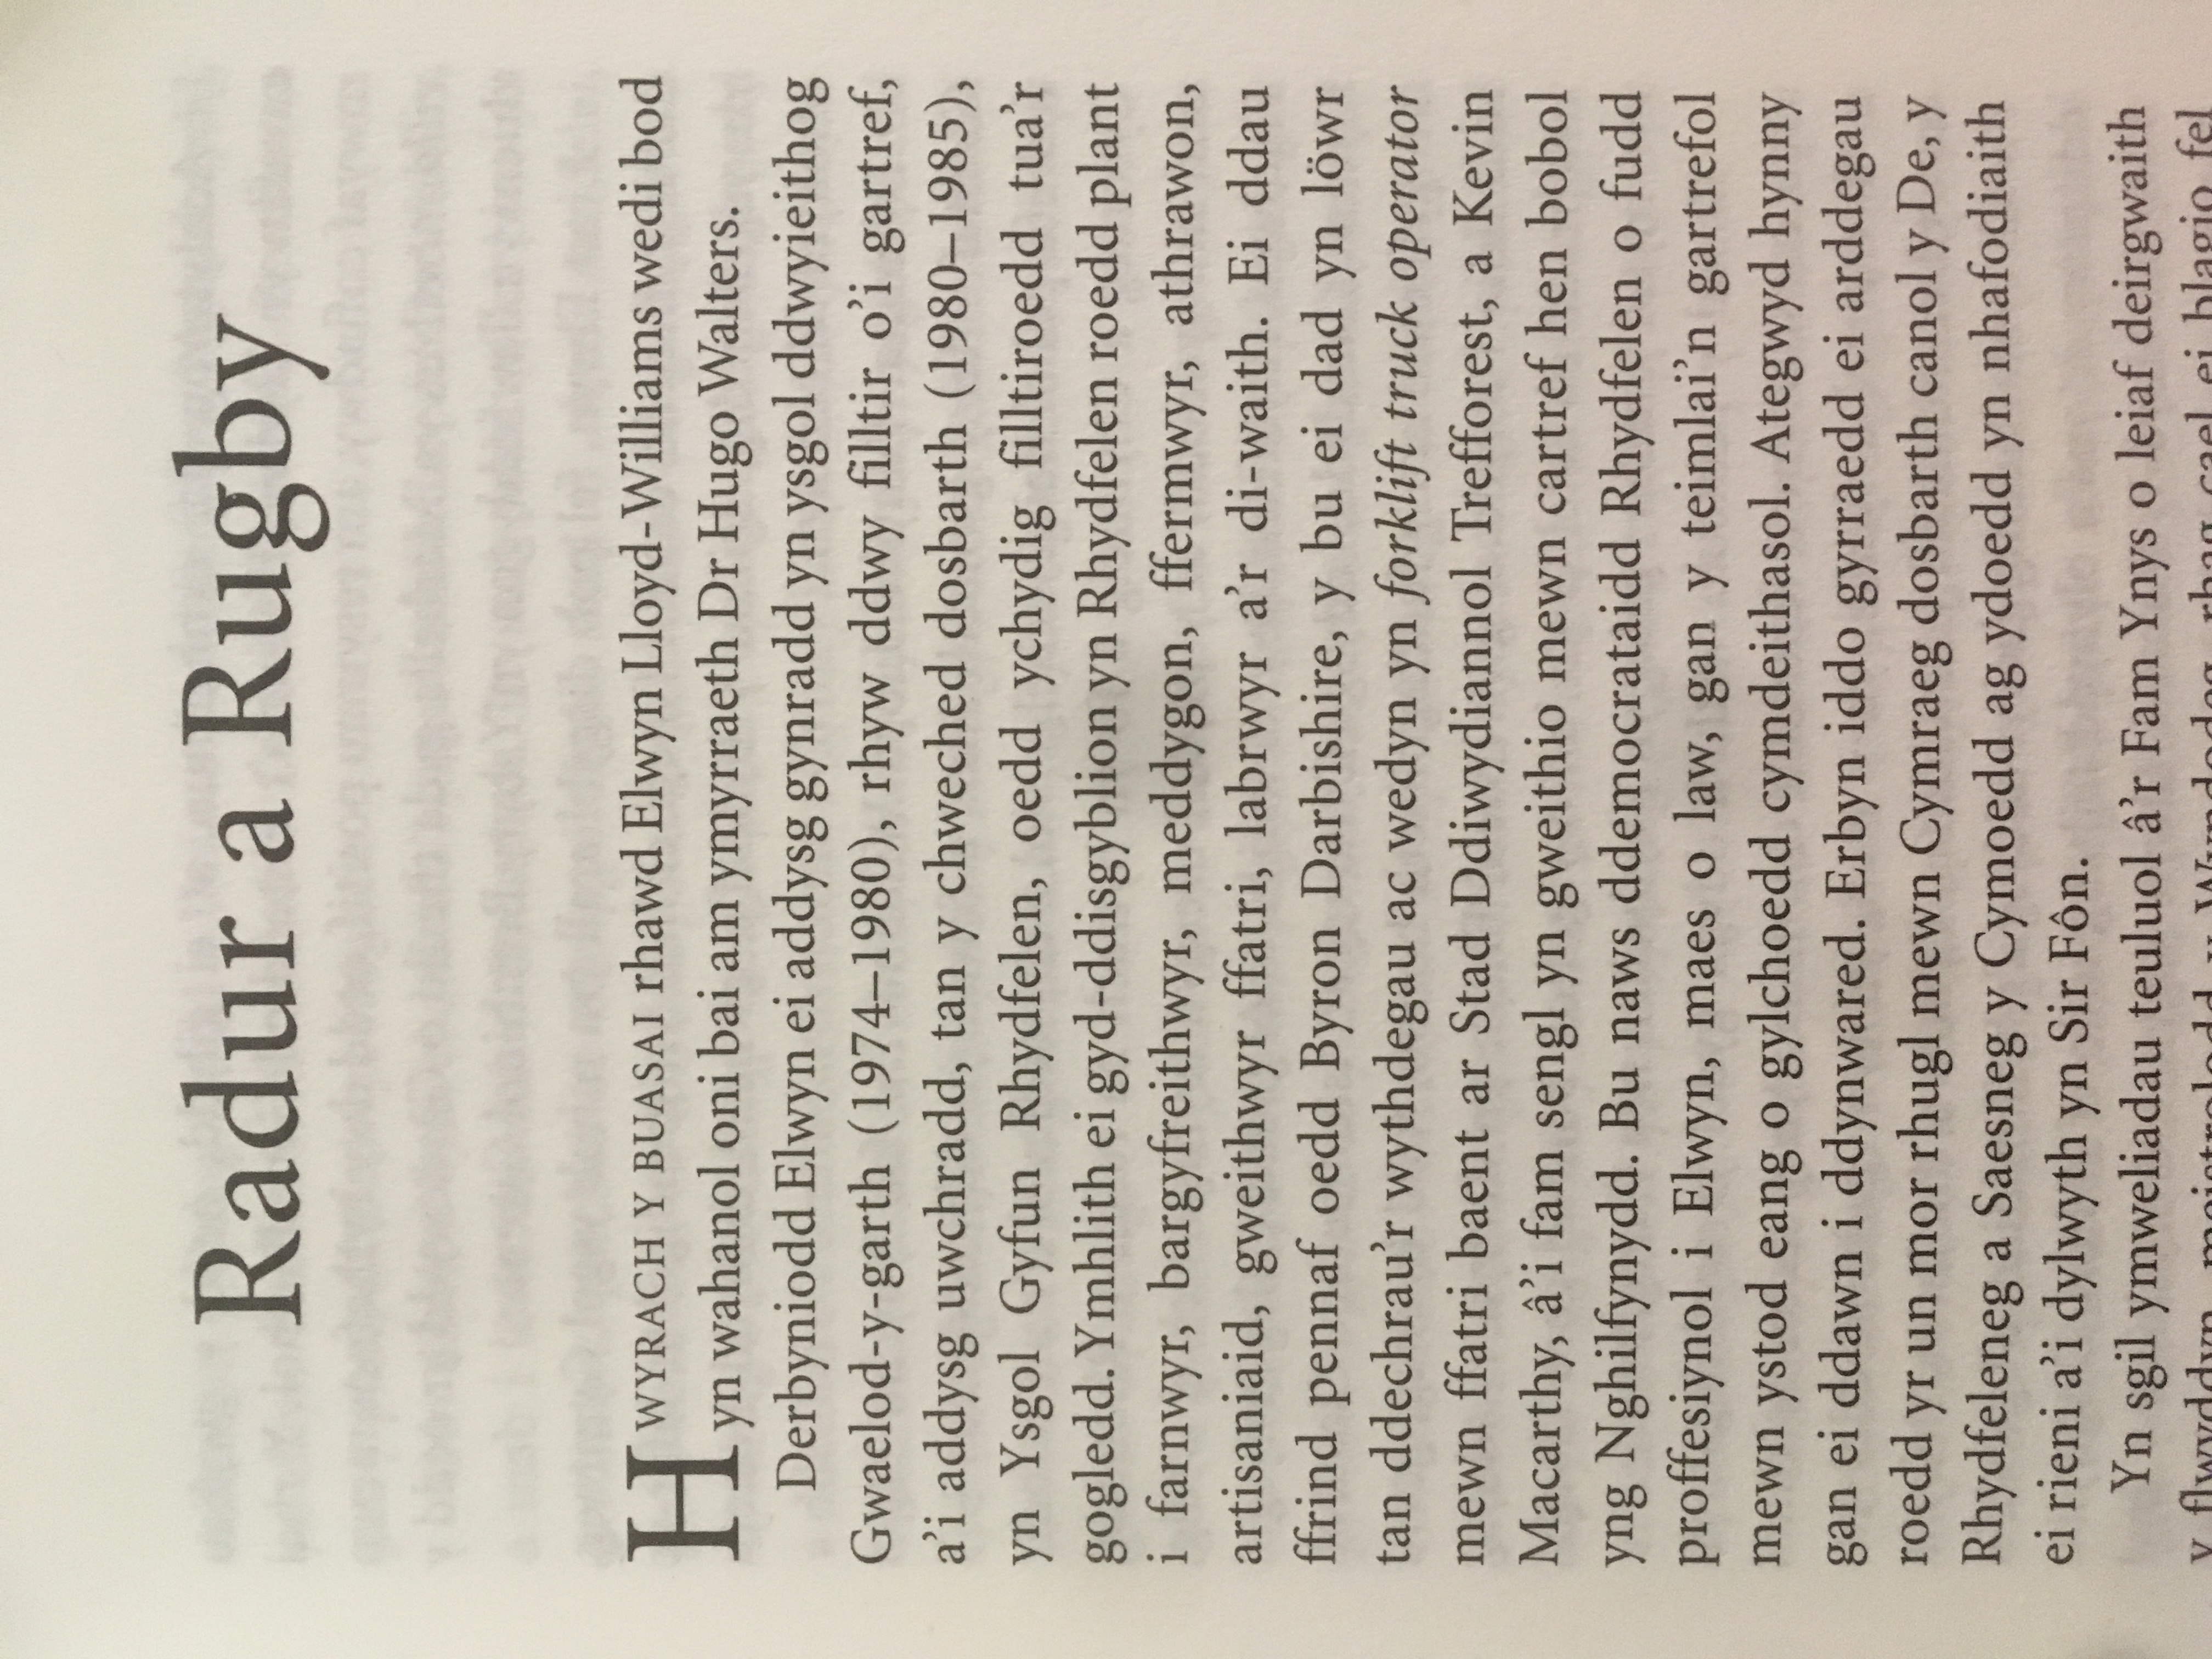 Radur a Rugby
HWYRACH Y BUASAI rhawd Elwyn Lloyd-Williams wedi bod
yn wahanol oni bai am ymyrraeth Dr Hugo Walters.
Derbyniodd Elwyn ei addysg gynradd yn ysgol ddwyieithog
Gwaelod-y-garth (1974–1980), rhyw ddwy filltir o’i gartref,
a’i addysg uwchradd, tan y chweched dosbarth (1980–1985),
yn Ysgol Gyfun Rhydfelen, oedd ychydig filltiroedd tua’r
gogledd. Ymhlith ei gyd-ddisgyblion yn Rhydfelen roedd plant
i farnwyr, bargyfreithwyr, meddygon, ffermwyr, athrawon,
artisaniaid, gweithwyr ffatri, labrwyr a’r di-waith. Ei ddau
ffrind pennaf oedd Byron Darbishire, y bu ei dad yn löwr
tan ddechrau’r wythdegau ac wedyn yn forklift truck operator
mewn ffatri baent ar Stad Ddiwydiannol Trefforest, a Kevin
Macarthy, â’i fam sengl yn gweithio mewn cartref hen bobol
yng Nghilfynydd. Bu naws ddemocrataidd Rhydfelen o fudd
proffesiynol i Elwyn, maes o law, gan y teimlai’n gartrefol
mewn ystod eang o gylchoedd cymdeithasol. Ategwyd hynny
gan ei ddawn i ddynwared. Erbyn iddo gyrraedd ei arddegau
roedd yr un mor rhugl mewn Cymraeg dosbarth canol y De, y
Rhydfeleneg a Saesneg y Cymoedd ag ydoedd yn nhafodiaith
ei rieni a’i dylwyth yn Sir Fôn.
Yn sgil ymweliadau teuluol â’r Fam Ynys o leiaf deirgwaith
y flwyddyn, meistrolodd y Wyndodeg, rhag cael ei blagio fel